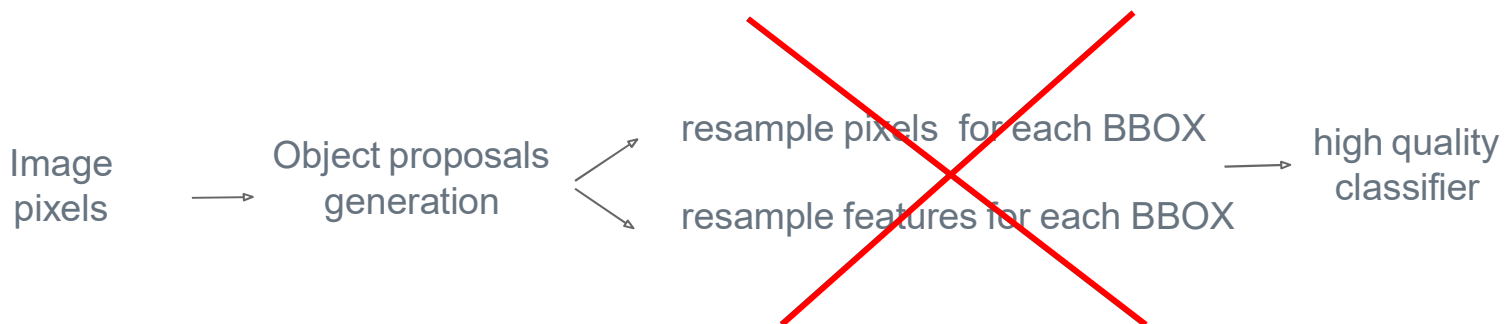 Image
pixels
Object proposals
generation
resample pixels for each BBOX
resample features for each BBOX
high quality
classifier